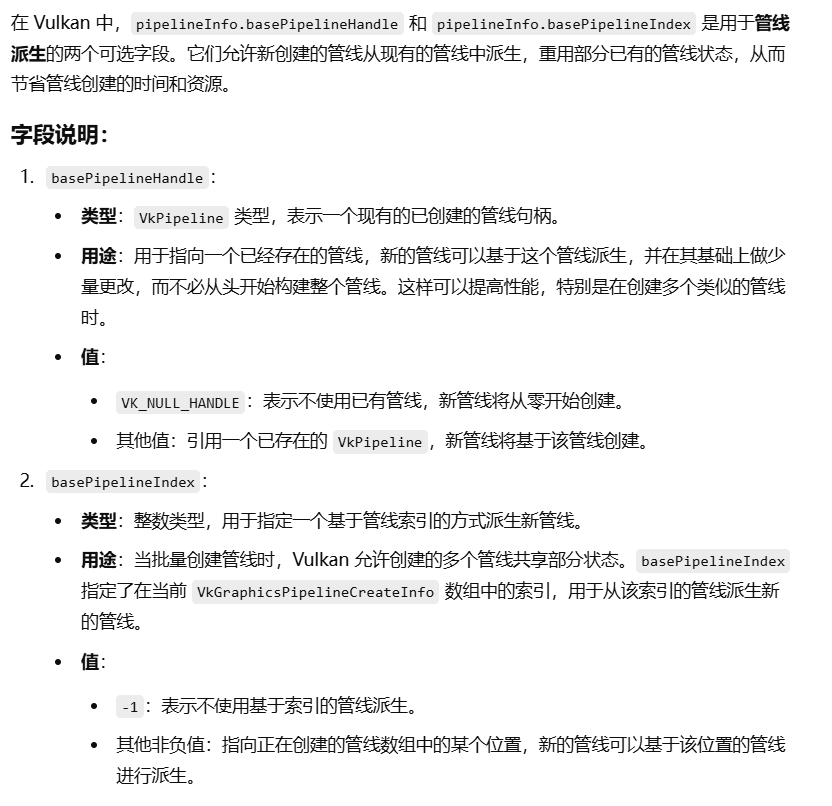 在 Vulkan 中，pipelineInfo.basePipelineHandle 和 pipelineInfo.basePipelineIndex 是用于管线
派生的两个可选字段。它们允许新创建的管线从现有的管线中派生，重用部分已有的管线状态，从而
节省管线创建的时间和资源。
字段说明：
1. basePipelineHandle：
• 类型：VkPipeline 类型，表示一个现有的已创建的管线句柄。
• 用途：用于指向一个已经存在的管线，新的管线可以基于这个管线派生，并在其基础上做少
量更改，而不必从头开始构建整个管线。这样可以提高性能，特别是在创建多个类似的管线
时。
• 值：
• VK_NULL_HANDLE：表示不使用已有管线，新管线将从零开始创建。
• 其他值：引用一个已存在的 VkPipeline，新管线将基于该管线创建。
2. basePipelineIndex：
• 类型：整数类型，用于指定一个基于管线索引的方式派生新管线。
• 用途：当批量创建管线时，Vulkan 允许创建的多个管线共享部分状态。basePipelineIndex
指定了在当前 VkGraphicsPipelineCreateInfo 数组中的索引，用于从该索引的管线派生新
的管线。
• 值：
• -1：表示不使用基于索引的管线派生。
• 其他非负值：指向正在创建的管线数组中的某个位置，新的管线可以基于该位置的管线
进行派生。